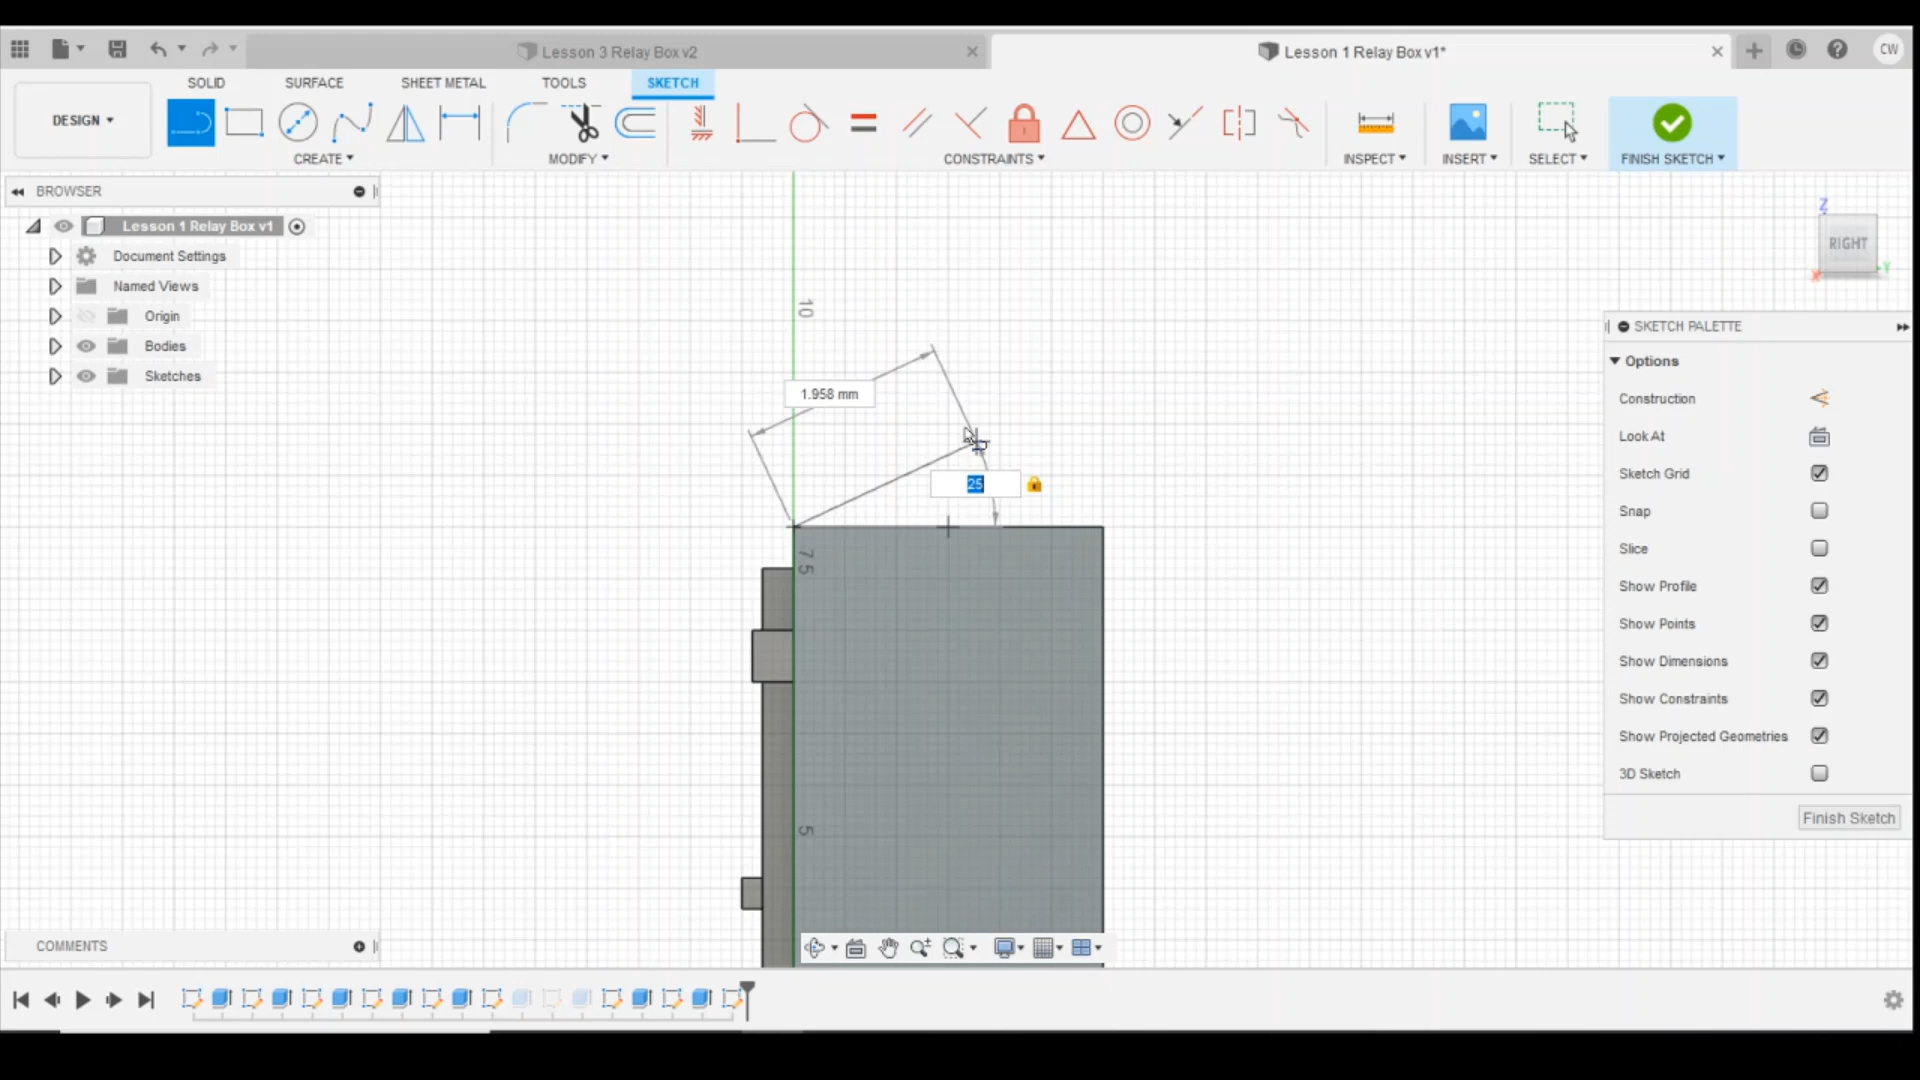 Lesson 3 Relay Box v2
Lesson 1 Relay Box v1*
CW
SOLID
SURFACE
SHEET METAL
TOOLS
SKETCH
DESIGN
CREATE
MODIFY
CONSTRAINTS
INSPECT
INSERT
SELECT
FINISH SKETCH
BROWSER
Lesson 1 Relay Box v1
Document Settings
Named Views
Origin
Bodies
Sketches
Z
RIGHT
X
Y
10
1.958 mm
25
7.5
5
SKETCH PALETTE
Options
Construction
Look At
Sketch Grid
Snap
Slice
Show Profile
Show Points
Show Dimensions
Show Constraints
Show Projected Geometries
3D Sketch
Finish Sketch
COMMENTS